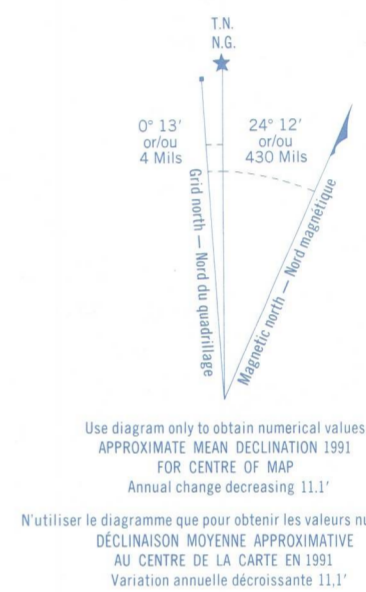 T.N.
N.G.
0° 13'
or/ou
4 Mils
24° 12'
or/ou
430 Mils
Grid north — Nord du quadrillage
Magnetic north — Nord magnétique
Use diagram only to obtain numerical values
APPROXIMATE MEAN DECLINATION 1991
FOR CENTRE OF MAP
Annual change decreasing 11.1'
N'utiliser le diagramme que pour obtenir les valeurs nu
DÉCLINAISON MOYENNE APPROXIMATIVE
AU CENTRE DE LA CARTE EN 1991
Variation annuelle décroissante 11,1'